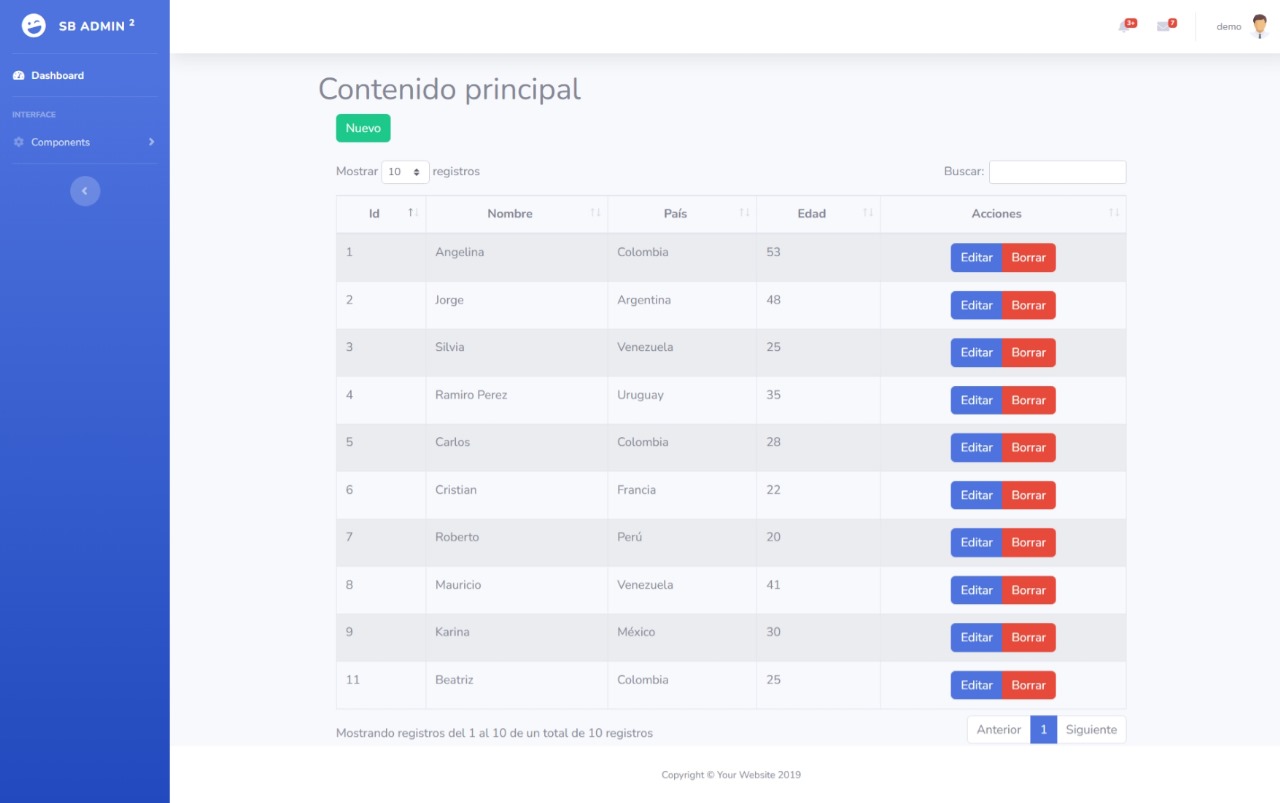 SB ADMIN 2
3+
7
demo
Dashboard
INTERFACE
Components
Contenido principal
Nuevo
Mostrar 10 registros
Buscar:
Id Nombre País Edad Acciones
1 Angelina Colombia 53 Editar Borrar
2 Jorge Argentina 48 Editar Borrar
3 Silvia Venezuela 25 Editar Borrar
4 Ramiro Perez Uruguay 35 Editar Borrar
5 Carlos Colombia 28 Editar Borrar
6 Cristian Francia 22 Editar Borrar
7 Roberto Perú 20 Editar Borrar
8 Mauricio Venezuela 41 Editar Borrar
9 Karina México 30 Editar Borrar
11 Beatriz Colombia 25 Editar Borrar
Mostrando registros del 1 al 10 de un total de 10 registros
Anterior 1 Siguiente
Copyright © Your Website 2019